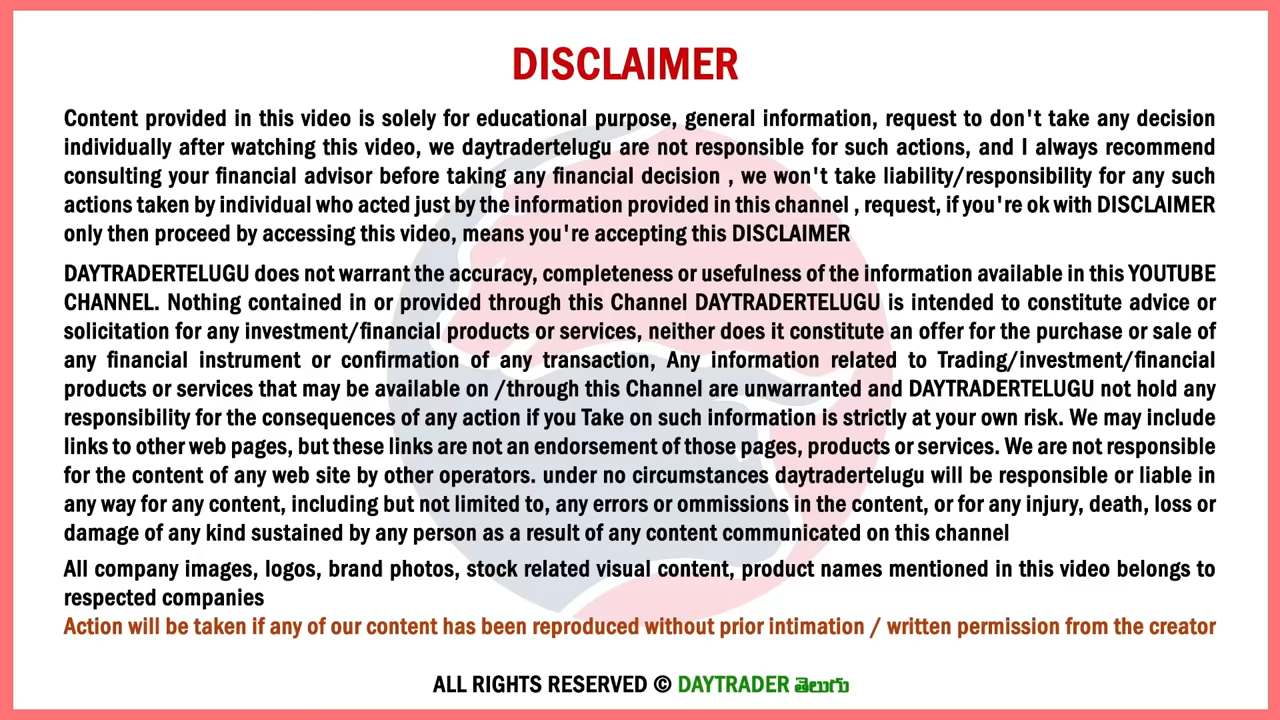 DISCLAIMER
Content provided in this video is solely for educational purpose, general information, request to don't take any decision
individually after watching this video, we daytradertelugu are not responsible for such actions, and I always recommend
consulting your financial advisor before taking any financial decision , we won't take liability/responsibility for any such
actions taken by individual who acted just by the information provided in this channel , request, if you're ok with DISCLAIMER
only then proceed by accessing this video, means you're accepting this DISCLAIMER
DAYTRADERTELUGU does not warrant the accuracy, completeness or usefulness of the information available in this YOUTUBE
CHANNEL. Nothing contained in or provided through this Channel DAYTRADERTELUGU is intended to constitute advice or
solicitation for any investment/financial products or services, neither does it constitute an offer for the purchase or sale of
any financial instrument or confirmation of any transaction, Any information related to Trading/investment/financial
products or services that may be available on /through this Channel are unwarranted and DAYTRADERTELUGU not hold any
responsibility for the consequences of any action if you Take on such information is strictly at your own risk. We may include
links to other web pages, but these links are not an endorsement of those pages, products or services. We are not responsible
for the content of any web site by other operators. under no circumstances daytradertelugu will be responsible or liable in
any way for any content, including but not limited to, any errors or ommissions in the content, or for any injury, death, loss or
damage of any kind sustained by any person as a result of any content communicated on this channel
All company images, logos, brand photos, stock related visual content, product names mentioned in this video belongs to
respected companies
Action will be taken if any of our content has been reproduced without prior intimation / written permission from the creator
ALL RIGHTS RESERVED © DAYTRADER తెలుగు